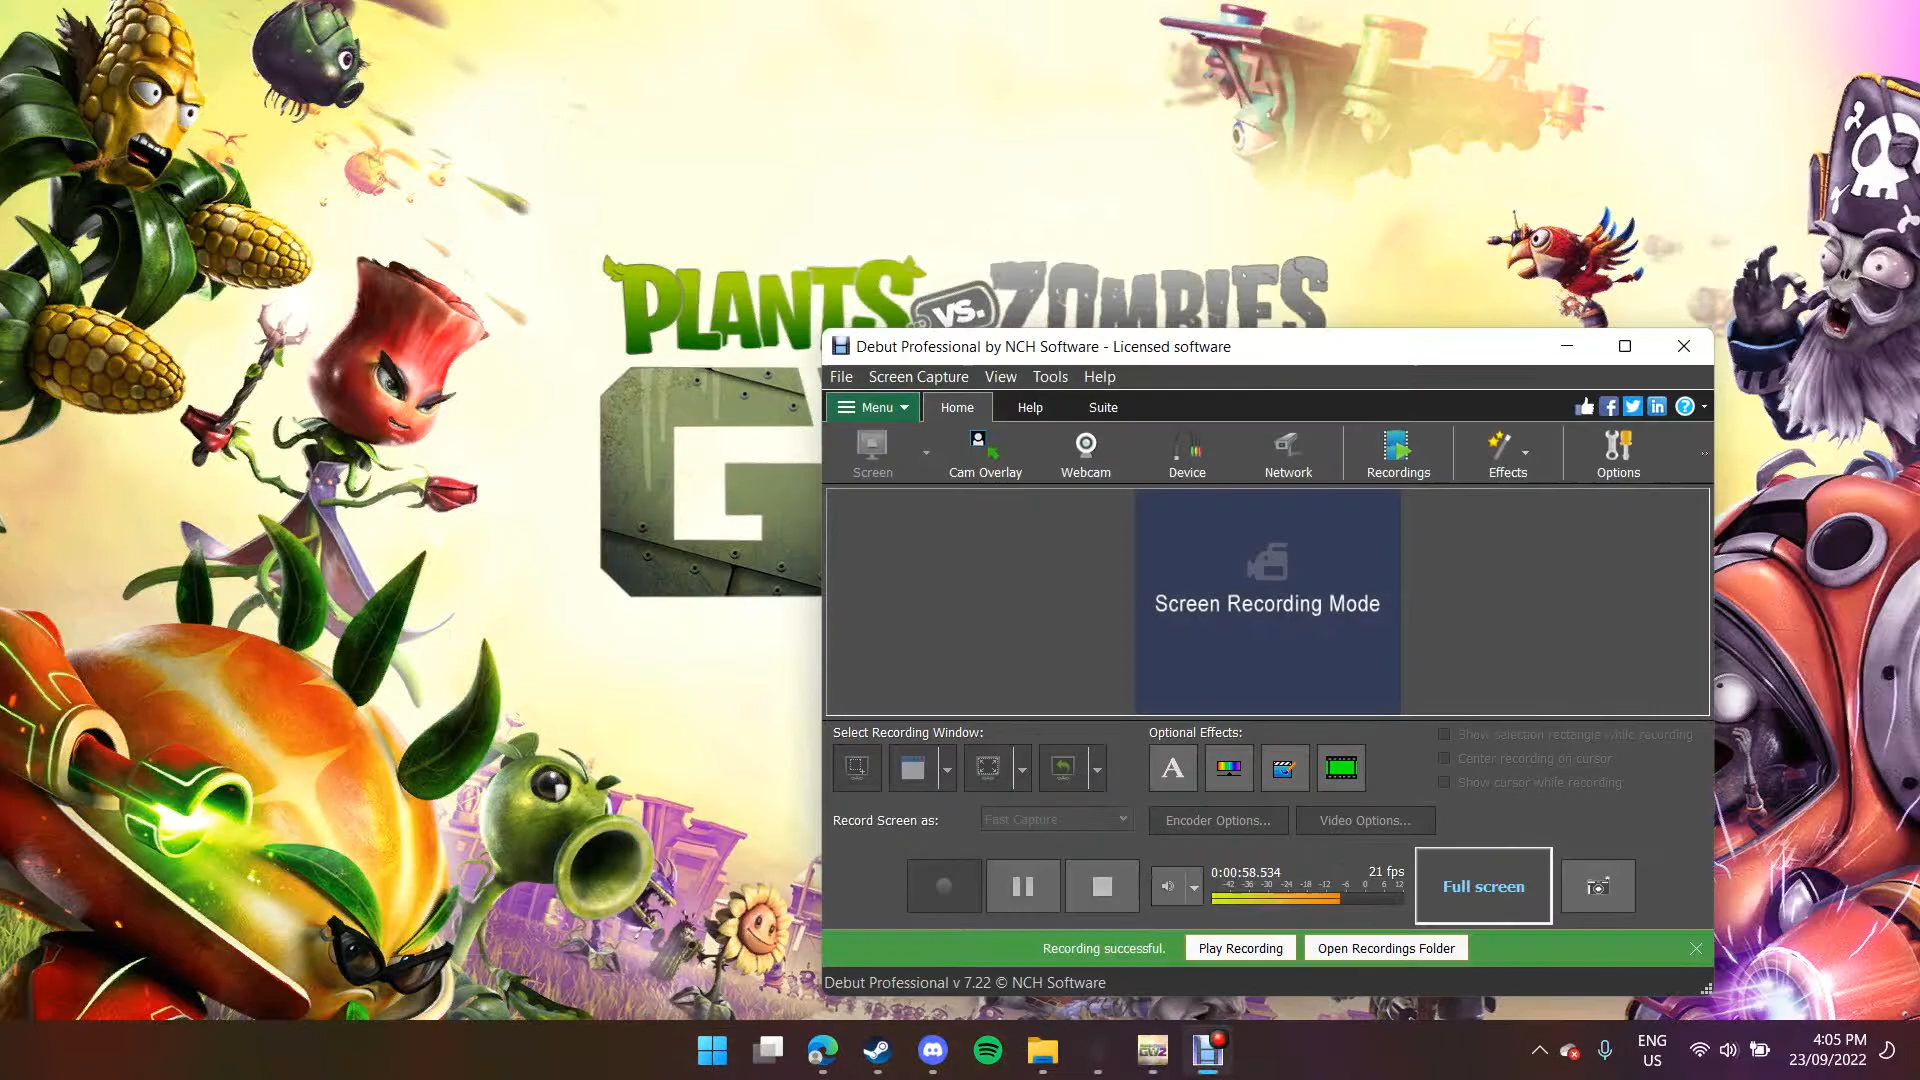 PLANTS VS. ZOMBIES
G
Debut Professional by NCH Software - Licensed software
File Screen Capture View Tools Help
Menu Home Help Suite
Screen Cam Overlay Webcam Device Network Recordings Effects Options
Screen Recording Mode
Select Recording Window: Optional Effects:
Show selection rectangle while recording
Center recording on cursor
Show cursor while recording
Record Screen as: Fast Capture Encoder Options... Video Options...
0:00:58.534 21 fps
-42 -36 -30 -24 -18 -12 -6 0 6 12
Full screen
Recording successful. Play Recording Open Recordings Folder
Debut Professional v 7.22 © NCH Software
GW2
ENG
US
4:05 PM
23/09/2022